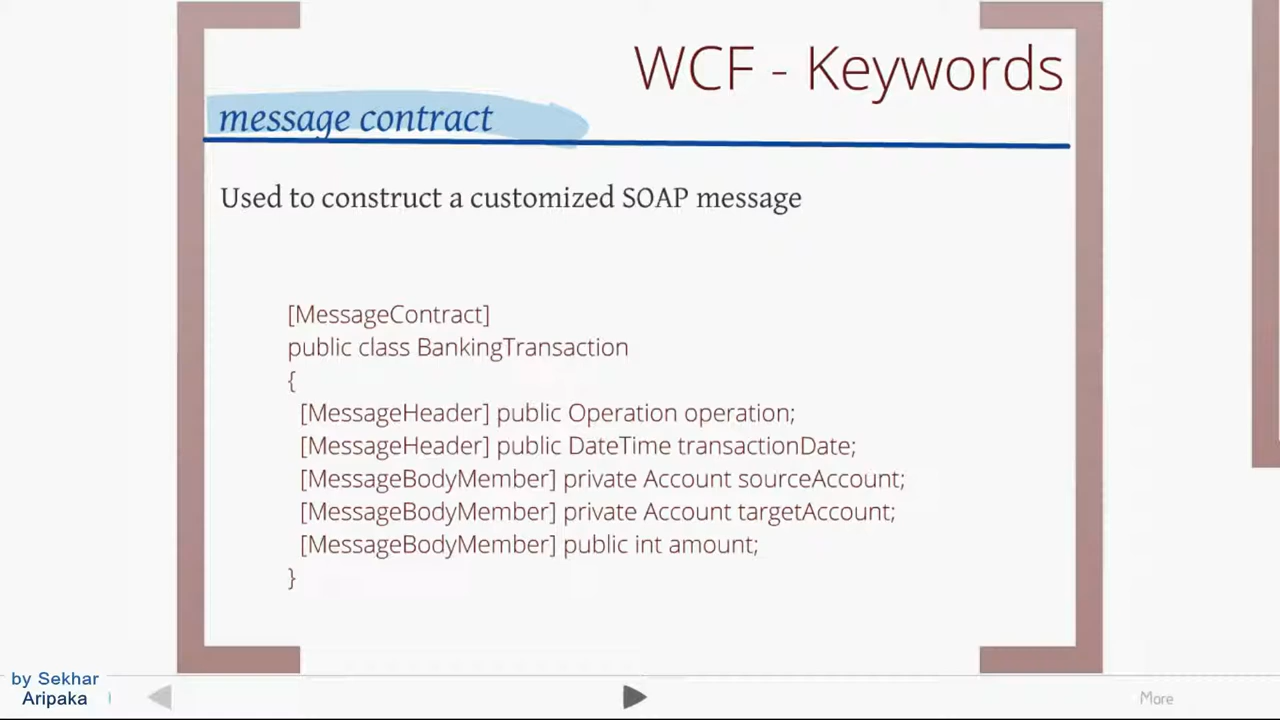 WCF - Keywords
message contract
Used to construct a customized SOAP message
[MessageContract]
public class BankingTransaction
{
[MessageHeader] public Operation operation;
[MessageHeader] public DateTime transactionDate;
[MessageBodyMember] private Account sourceAccount;
[MessageBodyMember] private Account targetAccount;
[MessageBodyMember] public int amount;
}
by Sekhar
Aripaka
More